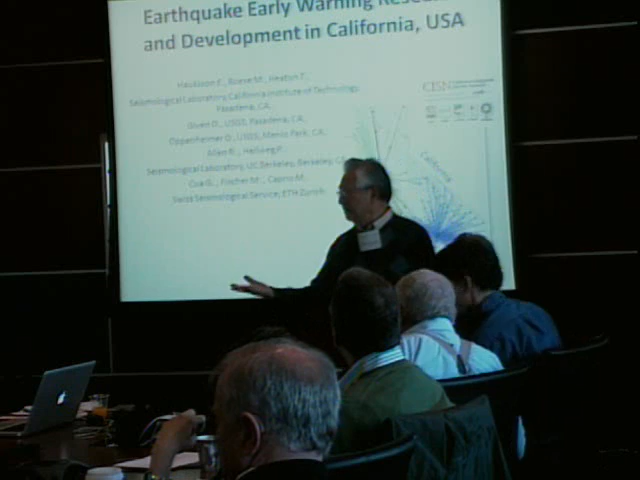 Earthquake Early Warning Research
and Development in California, USA
Hauksson E., Boese M., Heaton T.,
Seismological Laboratory, California Institute of Technology,
Pasadena, CA,
Given D., USGS, Pasadena, CA,
Oppenheimer D., USGS, Menlo Park, CA,
Allen R., Hellweg P.,
Seismological Laboratory, UC Berkeley, Berkeley, CA
Cua G., Fischer M., Caprio M.,
Swiss Seismological Service, ETH Zurich
CISN
California